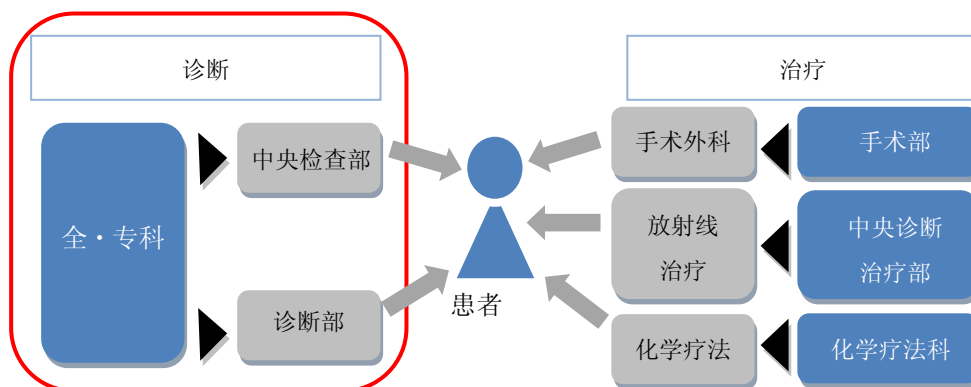 诊断
治疗
全·专科
中央检查部
诊断部
患者
手术外科
手术部
放射线
治疗
中央诊断
治疗部
化学疗法
化学疗法科